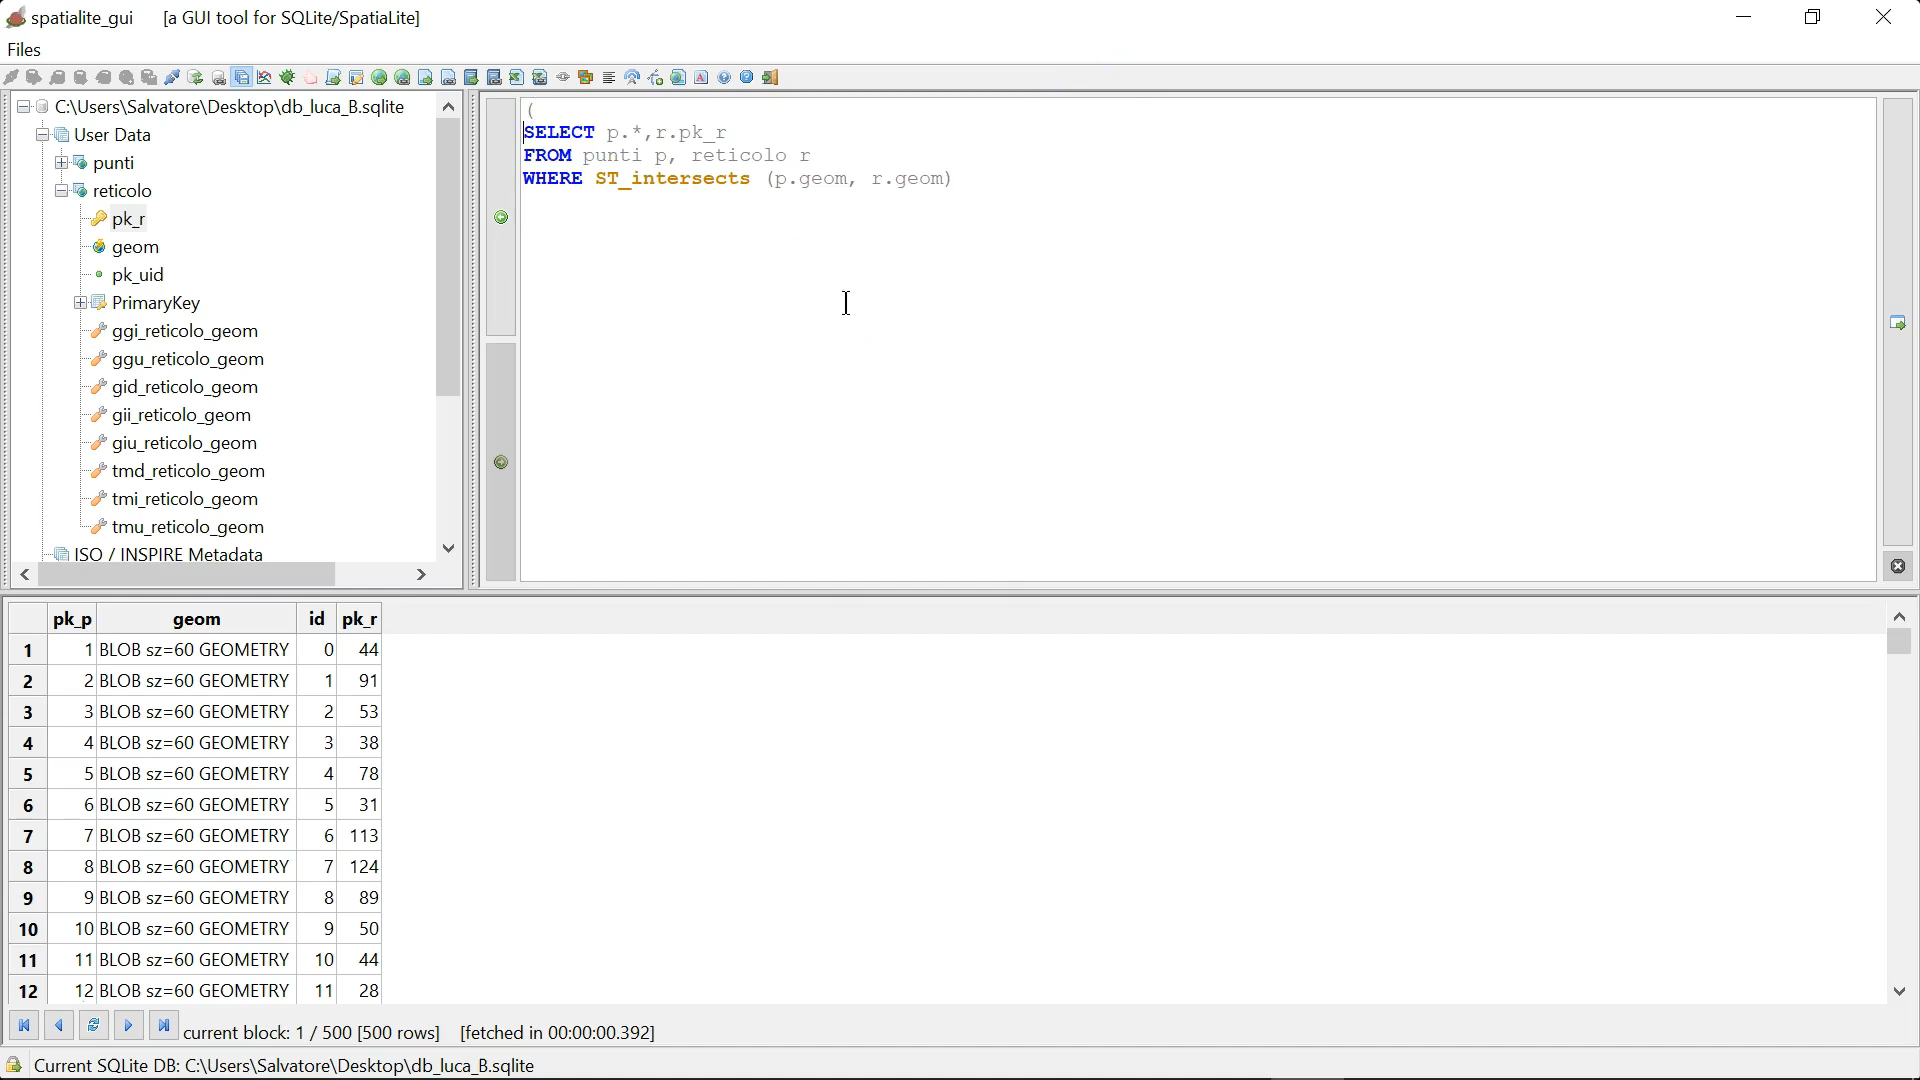 spatialite_gui [a GUI tool for SQLite/SpatiaLite]
Files
C:\Users\Salvatore\Desktop\db_luca_B.sqlite
User Data
punti
reticolo
pk_r
geom
pk_uid
PrimaryKey
ggi_reticolo_geom
ggu_reticolo_geom
gid_reticolo_geom
gii_reticolo_geom
giu_reticolo_geom
tmd_reticolo_geom
tmi_reticolo_geom
tmu_reticolo_geom
ISO / INSPIRE Metadata
(
SELECT p.*,r.pk_r
FROM punti p, reticolo r
WHERE ST_intersects (p.geom, r.geom)
pk_p geom id pk_r
1 1 BLOB sz=60 GEOMETRY 0 44
2 2 BLOB sz=60 GEOMETRY 1 91
3 3 BLOB sz=60 GEOMETRY 2 53
4 4 BLOB sz=60 GEOMETRY 3 38
5 5 BLOB sz=60 GEOMETRY 4 78
6 6 BLOB sz=60 GEOMETRY 5 31
7 7 BLOB sz=60 GEOMETRY 6 113
8 8 BLOB sz=60 GEOMETRY 7 124
9 9 BLOB sz=60 GEOMETRY 8 89
10 10 BLOB sz=60 GEOMETRY 9 50
11 11 BLOB sz=60 GEOMETRY 10 44
12 12 BLOB sz=60 GEOMETRY 11 28
current block: 1 / 500 [500 rows] [fetched in 00:00:00.392]
Current SQLite DB: C:\Users\Salvatore\Desktop\db_luca_B.sqlite